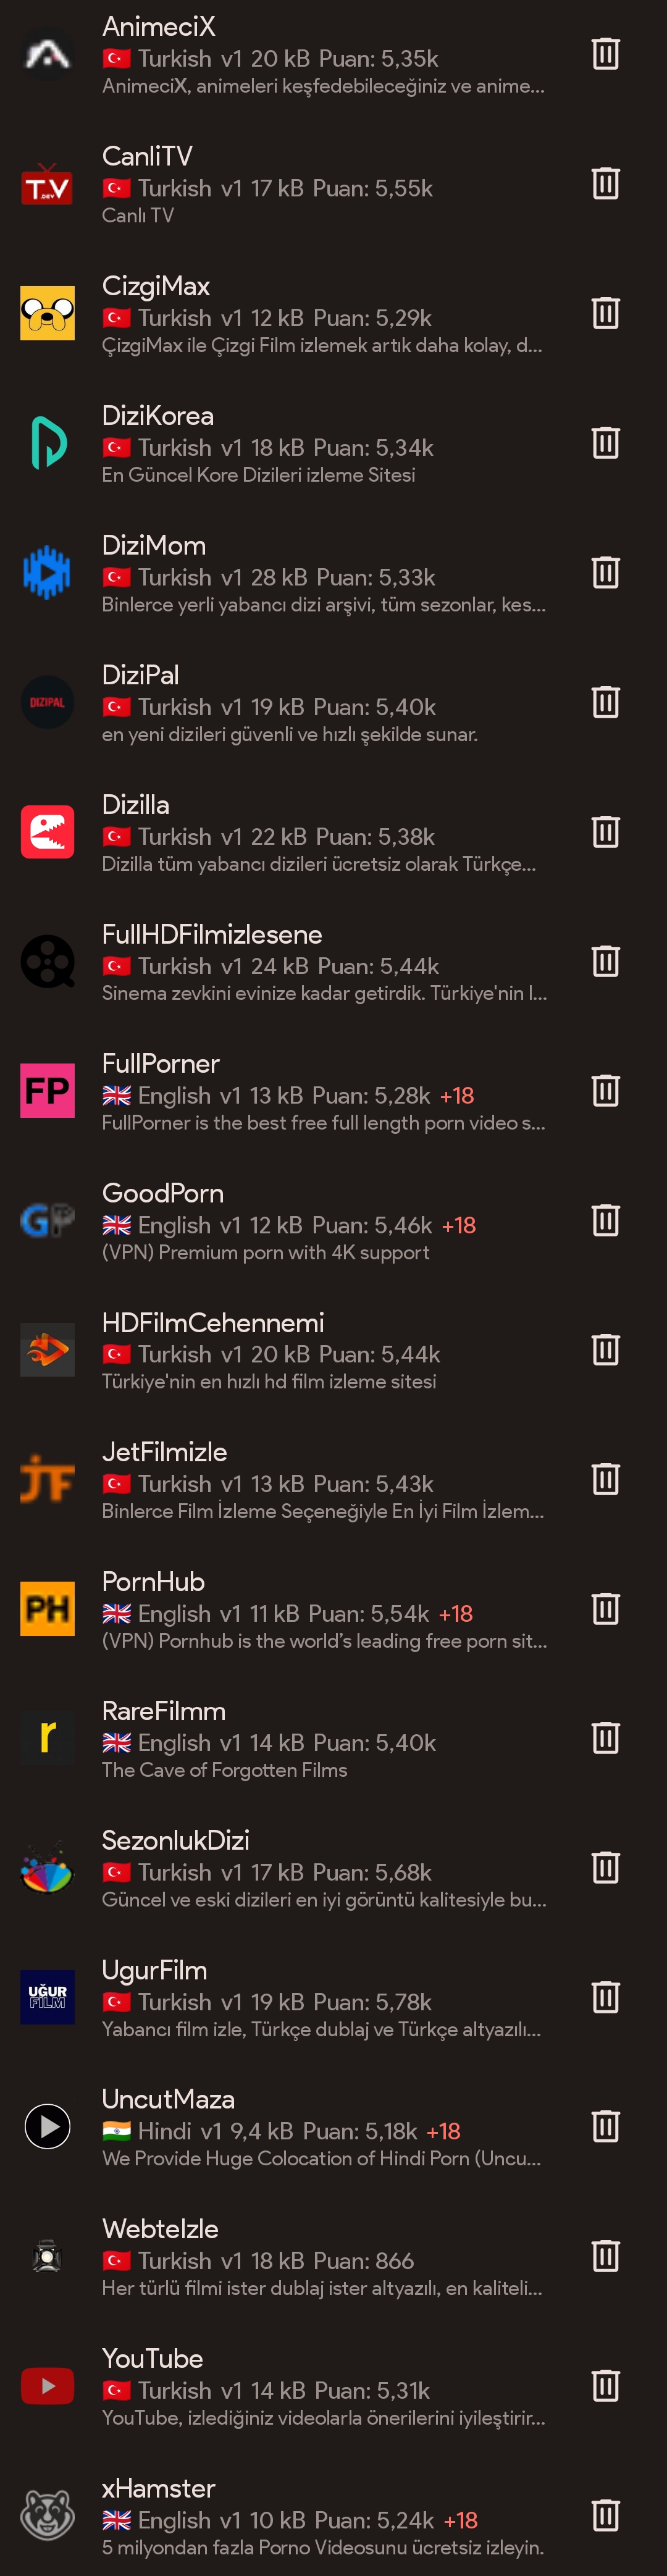 AnimeciX
Turkish v1 20 kB Puan: 5,35k
AnimeciX, animeleri keşfedebileceğiniz ve anime...
TV
.DEV
CanliTV
Turkish v1 17 kB Puan: 5,55k
Canlı TV
CizgiMax
Turkish v1 12 kB Puan: 5,29k
ÇizgiMax ile Çizgi Film izlemek artık daha kolay, d...
DiziKorea
Turkish v1 18 kB Puan: 5,34k
En Güncel Kore Dizileri izleme Sitesi
DiziMom
Turkish v1 28 kB Puan: 5,33k
Binlerce yerli yabancı dizi arşivi, tüm sezonlar, kes...
DIZIPAL
DiziPal
Turkish v1 19 kB Puan: 5,40k
en yeni dizileri güvenli ve hızlı şekilde sunar.
Dizilla
Turkish v1 22 kB Puan: 5,38k
Dizilla tüm yabancı dizileri ücretsiz olarak Türkçe...
FullHDFilmizlesene
Turkish v1 24 kB Puan: 5,44k
Sinema zevkini evinize kadar getirdik. Türkiye'nin l...
FP
FullPorner
English v1 13 kB Puan: 5,28k +18
FullPorner is the best free full length porn video s...
GP
GoodPorn
English v1 12 kB Puan: 5,46k +18
(VPN) Premium porn with 4K support
HDFilmCehennemi
Turkish v1 20 kB Puan: 5,44k
Türkiye'nin en hızlı hd film izleme sitesi
JF
JetFilmizle
Turkish v1 13 kB Puan: 5,43k
Binlerce Film İzleme Seçeneğiyle En İyi Film İzlem...
PH
PornHub
English v1 11 kB Puan: 5,54k +18
(VPN) Pornhub is the world’s leading free porn sit...
r
RareFilmm
English v1 14 kB Puan: 5,40k
The Cave of Forgotten Films
SezonlukDizi
Turkish v1 17 kB Puan: 5,68k
Güncel ve eski dizileri en iyi görüntü kalitesiyle bu...
UĞUR
FILM
UgurFilm
Turkish v1 19 kB Puan: 5,78k
Yabancı film izle, Türkçe dublaj ve Türkçe altyazılı...
UncutMaza
Hindi v1 9,4 kB Puan: 5,18k +18
We Provide Huge Colocation of Hindi Porn (Uncu...
WebteIzle
Turkish v1 18 kB Puan: 866
Her türlü filmi ister dublaj ister altyazılı, en kaliteli...
YouTube
Turkish v1 14 kB Puan: 5,31k
YouTube, izlediğiniz videolarla önerilerini iyileştirir...
xHamster
English v1 10 kB Puan: 5,24k +18
5 milyondan fazla Porno Videosunu ücretsiz izleyin.